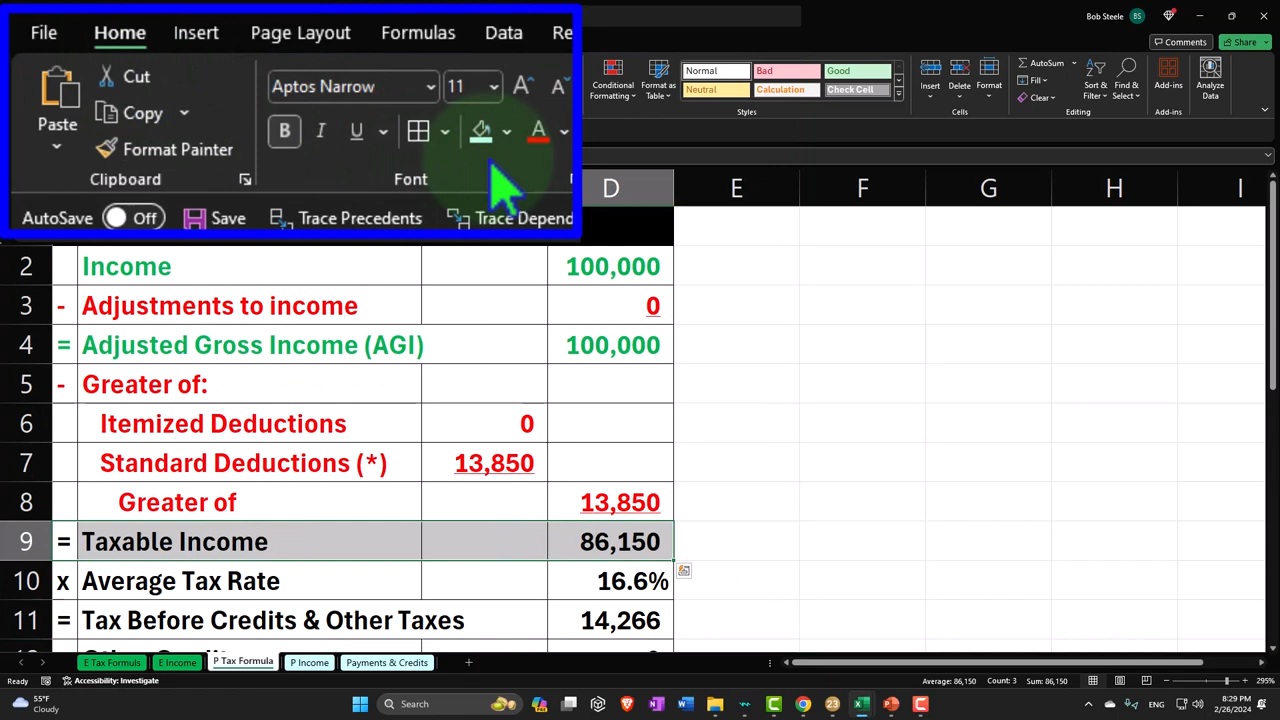 File Home Insert Page Layout Formulas Data Re
Bob Steele BS
Comments Share
Cut
Copy
Format Painter
Paste
Clipboard
Aptos Narrow 11
B I U A
Font
AutoSave Off Save Trace Precedents Trace Depend
Conditional Formatting
Format as Table
Normal Bad Good
Neutral Calculation Check Cell
Styles
Insert Delete Format
Cells
AutoSum
Fill
Clear
Sort & Filter
Find & Select
Editing
Add-ins
Add-ins
Analyze Data
D E F G H I
2 Income 100,000
3 - Adjustments to income 0
4 = Adjusted Gross Income (AGI) 100,000
5 - Greater of:
6 Itemized Deductions 0
7 Standard Deductions (*) 13,850
8 Greater of 13,850
9 = Taxable Income 86,150
10 x Average Tax Rate 16.6%
11 = Tax Before Credits & Other Taxes 14,266
E Tax Formuls E Income P Tax Formula P Income Payments & Credits
Ready Accessibility: Investigate Average: 86,150 Count: 3 Sum: 86,150 295%
55°F
Cloudy
Search
8:29 PM
2/26/2024